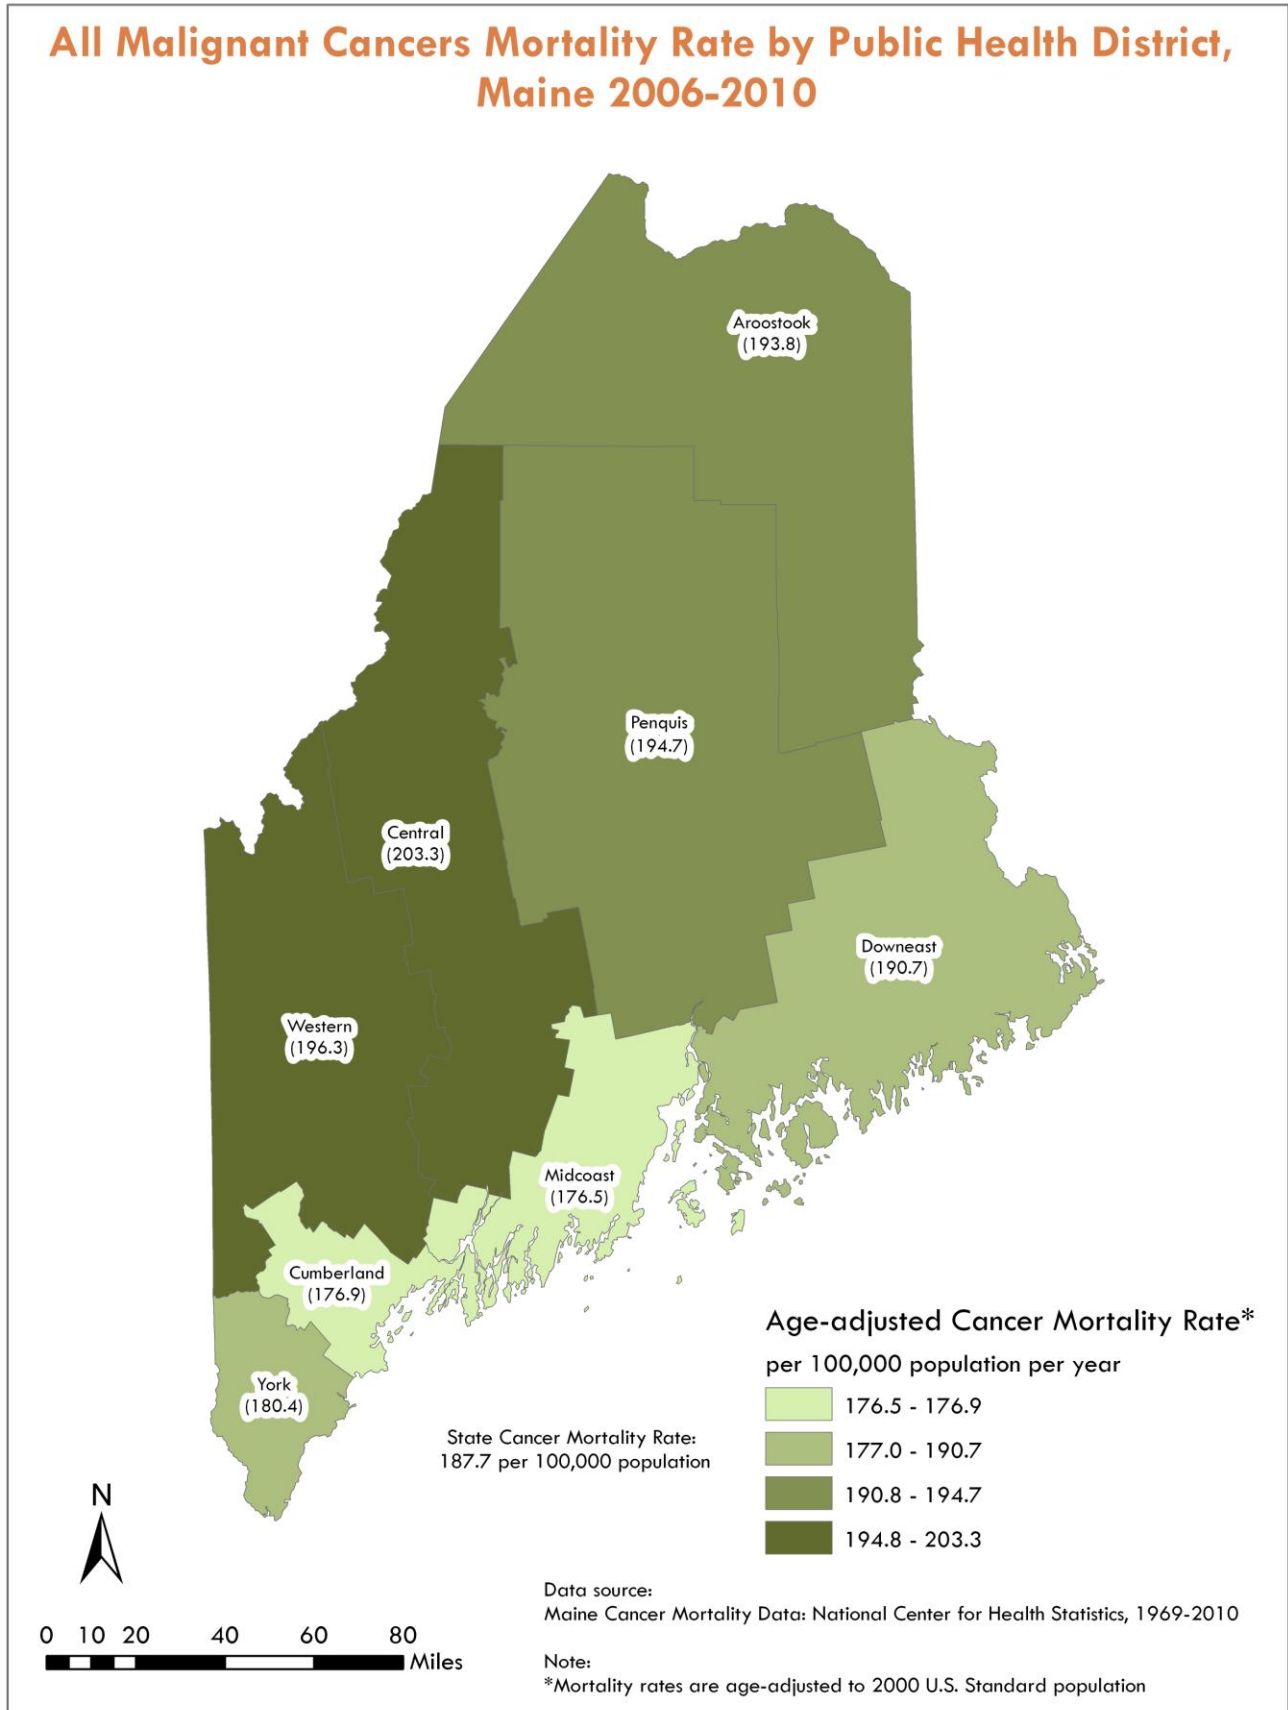 All Malignant Cancers Mortality Rate by Public Health District,
Maine 2006-2010
Aroostook
(193.8)
Penquis
(194.7)
Central
(203.3)
Downeast
(190.7)
Western
(196.3)
Midcoast
(176.5)
Cumberland
(176.9)
York
(180.4)
State Cancer Mortality Rate:
187.7 per 100,000 population
Age-adjusted Cancer Mortality Rate*
per 100,000 population per year
176.5 - 176.9
177.0 - 190.7
190.8 - 194.7
194.8 - 203.3
N
0 10 20 40 60 80
Miles
Data source:
Maine Cancer Mortality Data: National Center for Health Statistics, 1969-2010
Note:
*Mortality rates are age-adjusted to 2000 U.S. Standard population